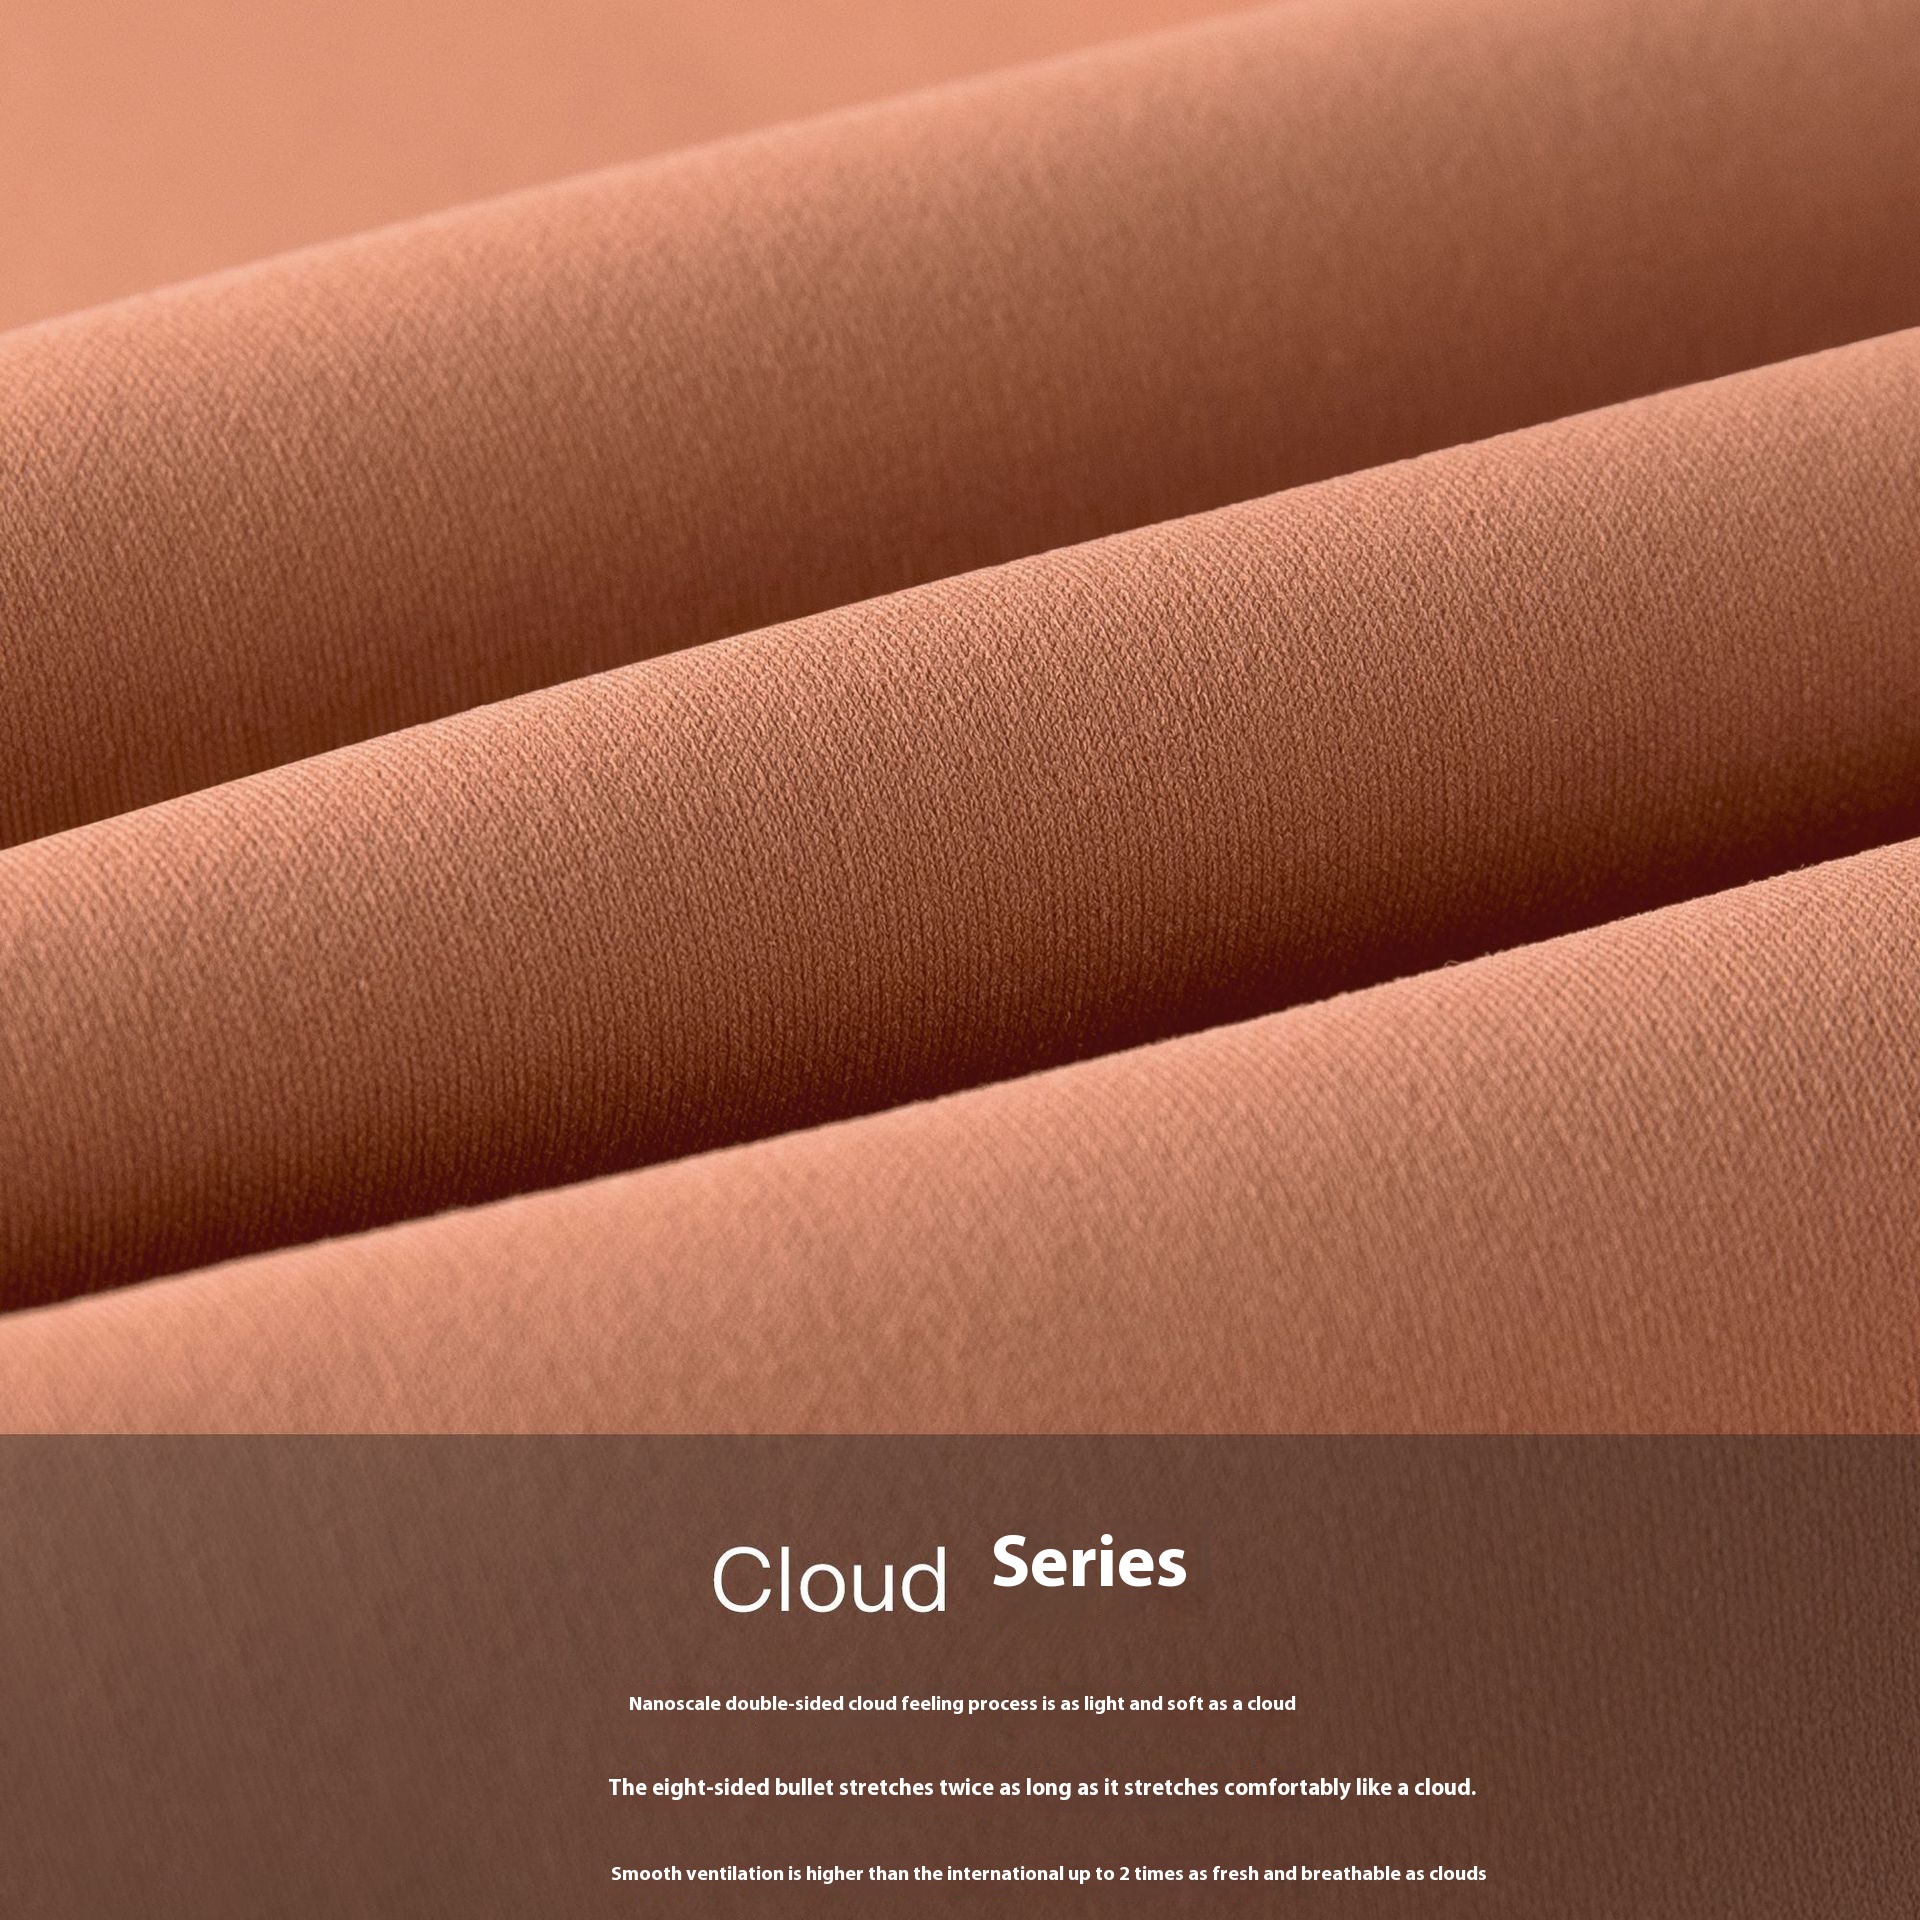 Cloud Series
Nanoscale double-sided cloud feeling process is as light and soft as a cloud
The eight-sided bullet stretches twice as long as it stretches comfortably like a cloud.
Smooth ventilation is higher than the international up to 2 times as fresh and breathable as clouds